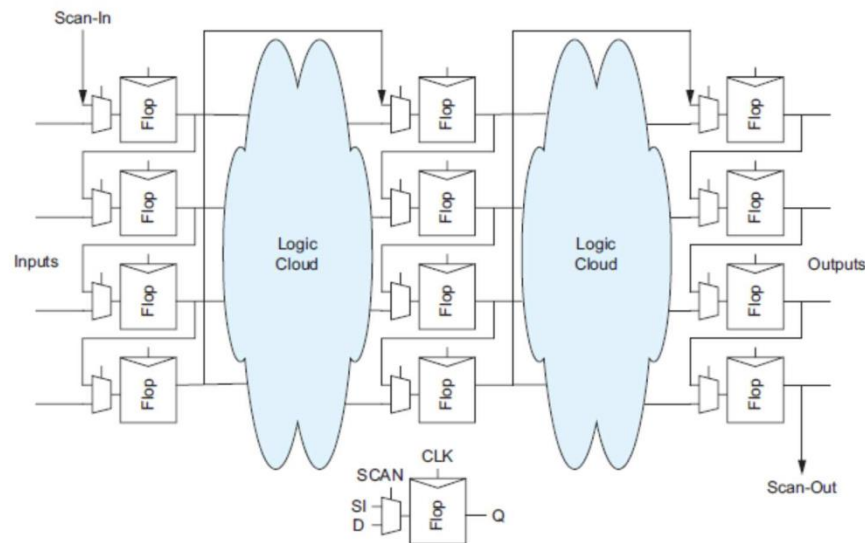 Scan-In
Flop
Flop
Flop
Flop
Flop
Flop
Inputs
Logic
Cloud
Logic
Cloud
Outputs
Flop
Flop
Flop
Flop
Flop
Flop
CLK
SCAN
SI
D
Flop
Q
Scan-Out